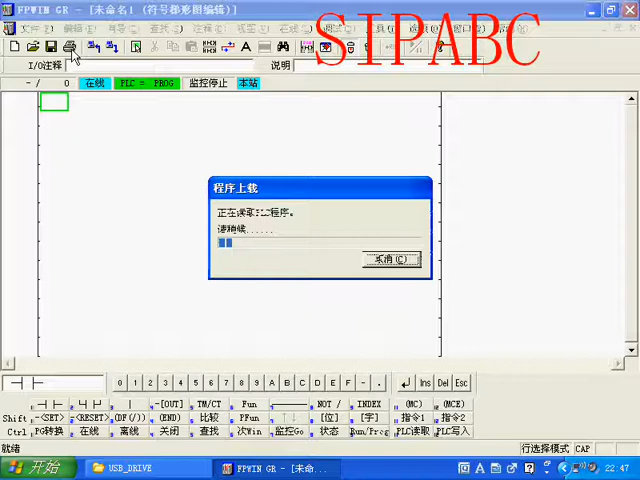 FPWIN GR - [未命名1 (符号梯形图编辑)]
SIPABC
I/O注释
说明
- / 0 在线 PLC = PROG 监控停止 本站
程序上载
正在读取PLC程序。
请稍候......
取消(C)
0 1 2 3 4 5 6 7 8 9 A B C D E F - . Ins Del Esc
-[OUT] TM/CT Fun NOT / INDEX (MC) (MCE)
Shift -<SET> -<RESET> (DF(/)) (END) 比较 PFun [位] [字] 指令1 指令2
Ctrl PG转换 在线 离线 关闭 查找 次Win 监控Go 状态 Run/Prog PLC读取 PLC写入
就绪
行选择模式 CAP
开始 USB_DRIVE FPWIN GR - [未命... 22:47